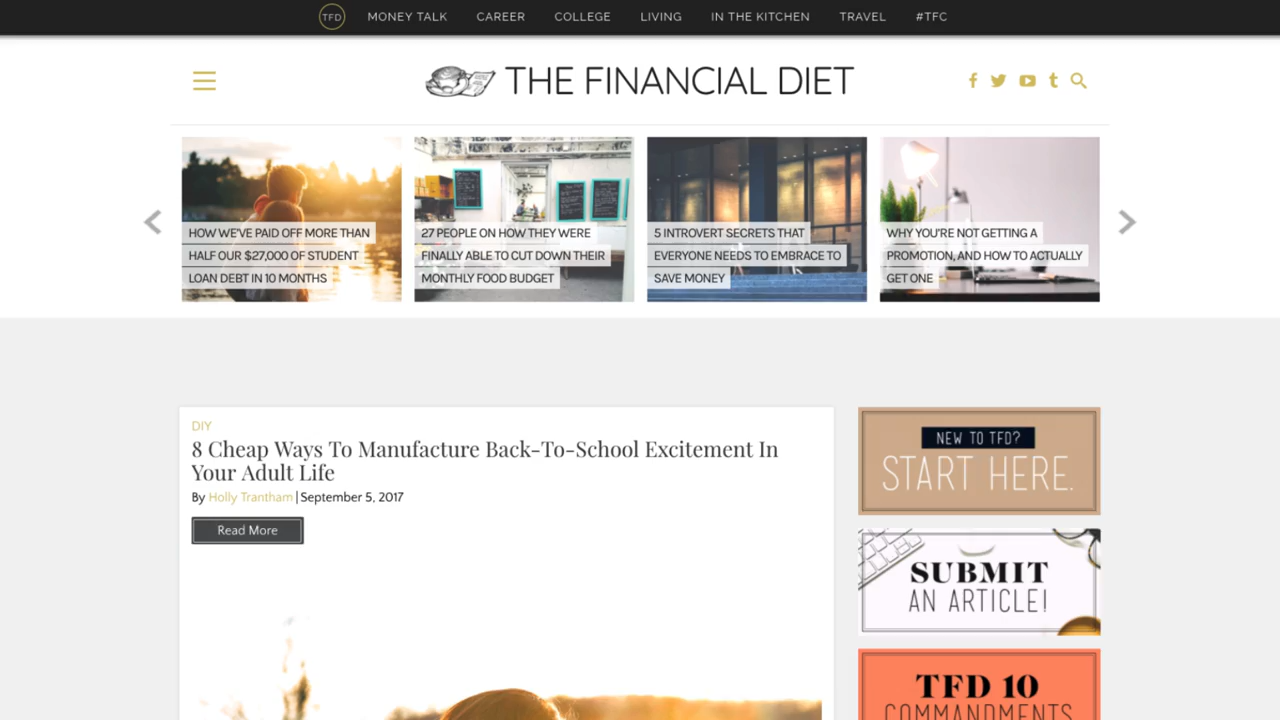 TFD MONEY TALK CAREER COLLEGE LIVING IN THE KITCHEN TRAVEL #TFC
THE FINANCIAL DIET
HOW WE'VE PAID OFF MORE THAN
HALF OUR $27,000 OF STUDENT
LOAN DEBT IN 10 MONTHS
27 PEOPLE ON HOW THEY WERE
FINALLY ABLE TO CUT DOWN THEIR
MONTHLY FOOD BUDGET
5 INTROVERT SECRETS THAT
EVERYONE NEEDS TO EMBRACE TO
SAVE MONEY
WHY YOU'RE NOT GETTING A
PROMOTION, AND HOW TO ACTUALLY
GET ONE
DIY
8 Cheap Ways To Manufacture Back-To-School Excitement In
Your Adult Life
By Holly Trantham | September 5, 2017
Read More
NEW TO TFD?
START HERE.
SUBMIT
AN ARTICLE!
TFD 10
COMMANDMENTS